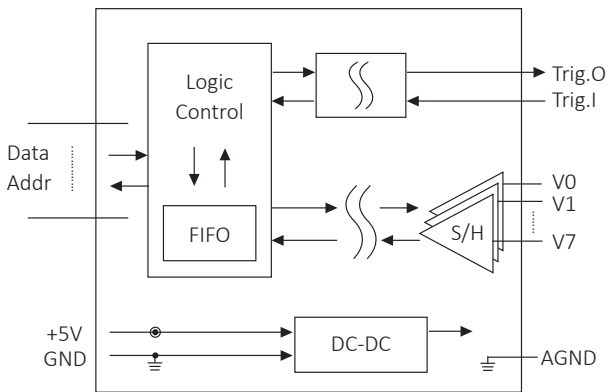 Logic
Control
FIFO
Trig.O
Trig.I
Data
Addr
V0
V1
V7
S/H
+5V
GND
DC-DC
AGND